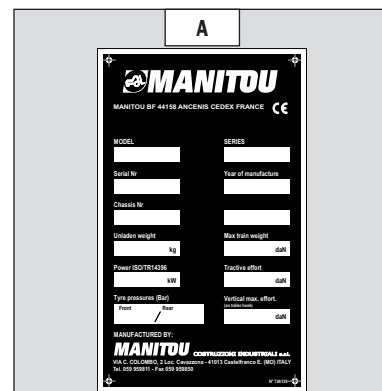 A
MANITOU
MANITOU BF 44158 ANCENIS CEDEX FRANCE CE
MODEL SERIES
Serial Nr Year of manufacture
Chassis Nr
Unladen weight Max train weight
kg daN
Power ISO/TR14396 Tractive effort
kW daN
Tyre pressures (Bar) Vertical max. effort.
(on trailer hook)
Front / Rear daN
MANUFACTURED BY:
MANITOU COSTRUZIONI INDUSTRIALI s.r.l.
VIA C. COLOMBO, 2 Loc. Cavazzona - 41013 Castelfranco E. (MO) ITALY
Tel. 059 959811 - Fax 059 959850